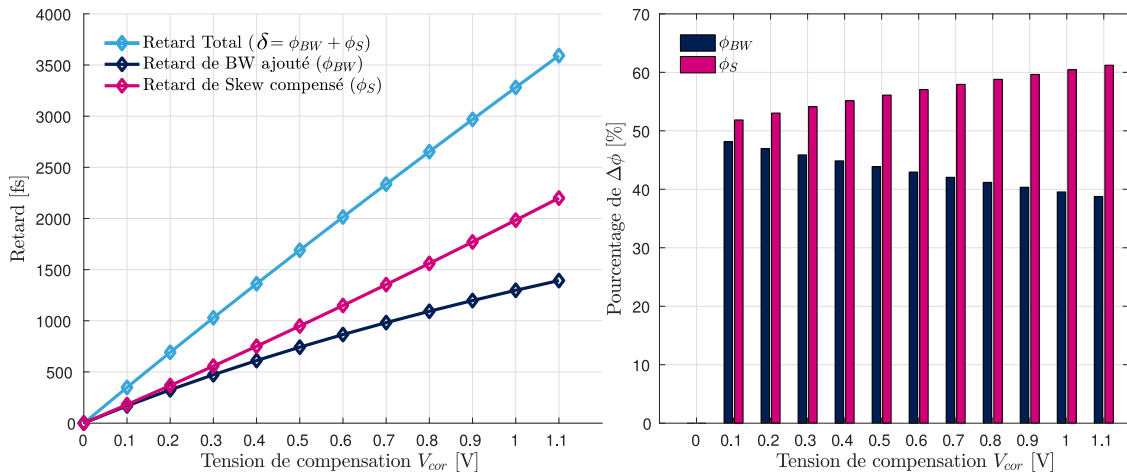 4000
3500
3000
2500
2000
1500
1000
500
0
Retard [fs]
Retard Total (δ = ϕ_BW + ϕ_S)
Retard de BW ajouté (ϕ_BW)
Retard de Skew compensé (ϕ_S)
0 0.1 0.2 0.3 0.4 0.5 0.6 0.7 0.8 0.9 1 1.1
Tension de compensation V_cor [V]
70
60
50
40
30
20
10
0
Pourcentage de Δϕ [%]
ϕ_BW
ϕ_S
0 0.1 0.2 0.3 0.4 0.5 0.6 0.7 0.8 0.9 1 1.1
Tension de compensation V_cor [V]